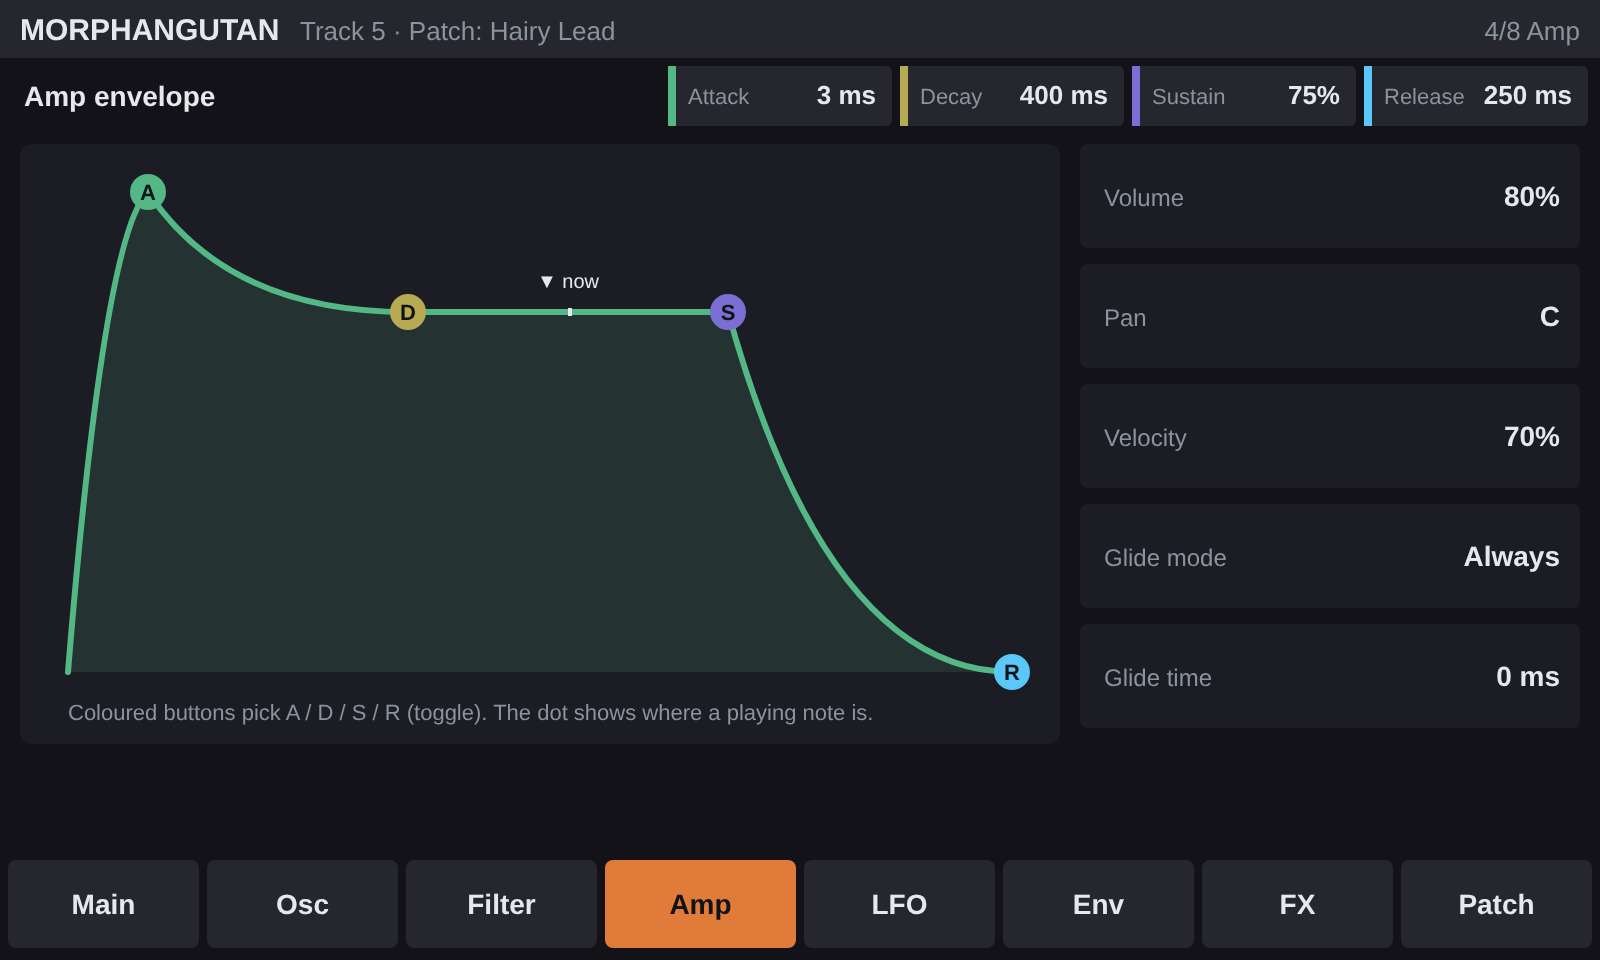 MORPHANGUTAN Track 5 · Patch: Hairy Lead 4/8 Amp
Amp envelope
Attack 3 ms
Decay 400 ms
Sustain 75%
Release 250 ms
A
▼ now
D
S
R
Coloured buttons pick A / D / S / R (toggle). The dot shows where a playing note is.
Volume 80%
Pan C
Velocity 70%
Glide mode Always
Glide time 0 ms
Main
Osc
Filter
Amp
LFO
Env
FX
Patch